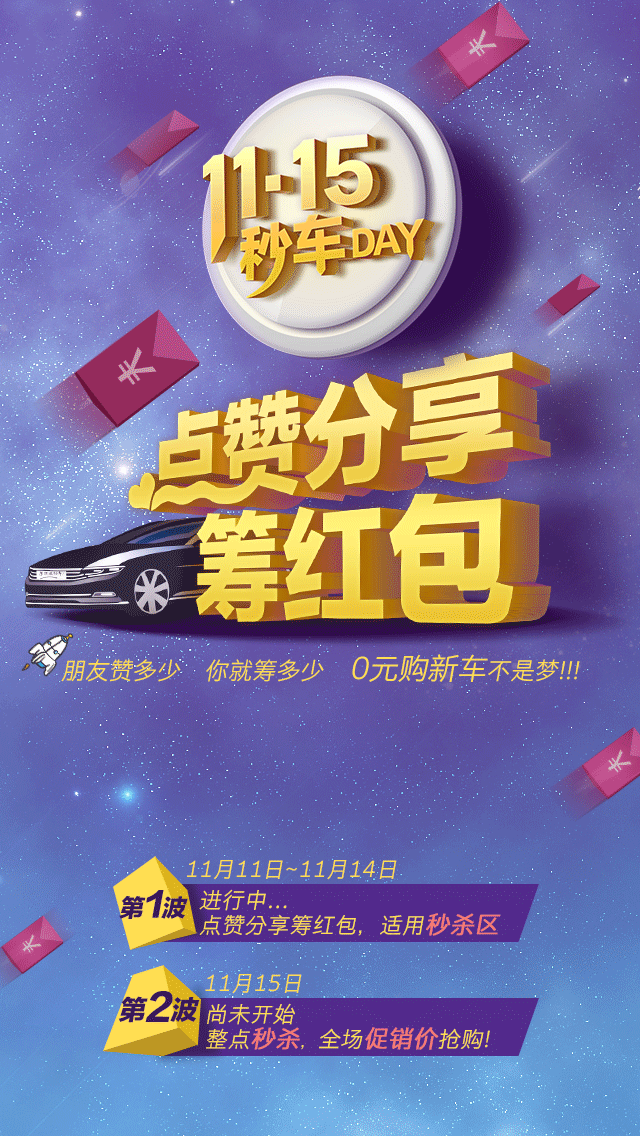 11·15
秒车DAY
点赞分享
筹红包
朋友赞多少 你就筹多少 0元购新车不是梦!!!
11月11日~11月14日
第1波
进行中...
点赞分享筹红包，适用秒杀区
11月15日
第2波
尚未开始
整点秒杀，全场促销价抢购!